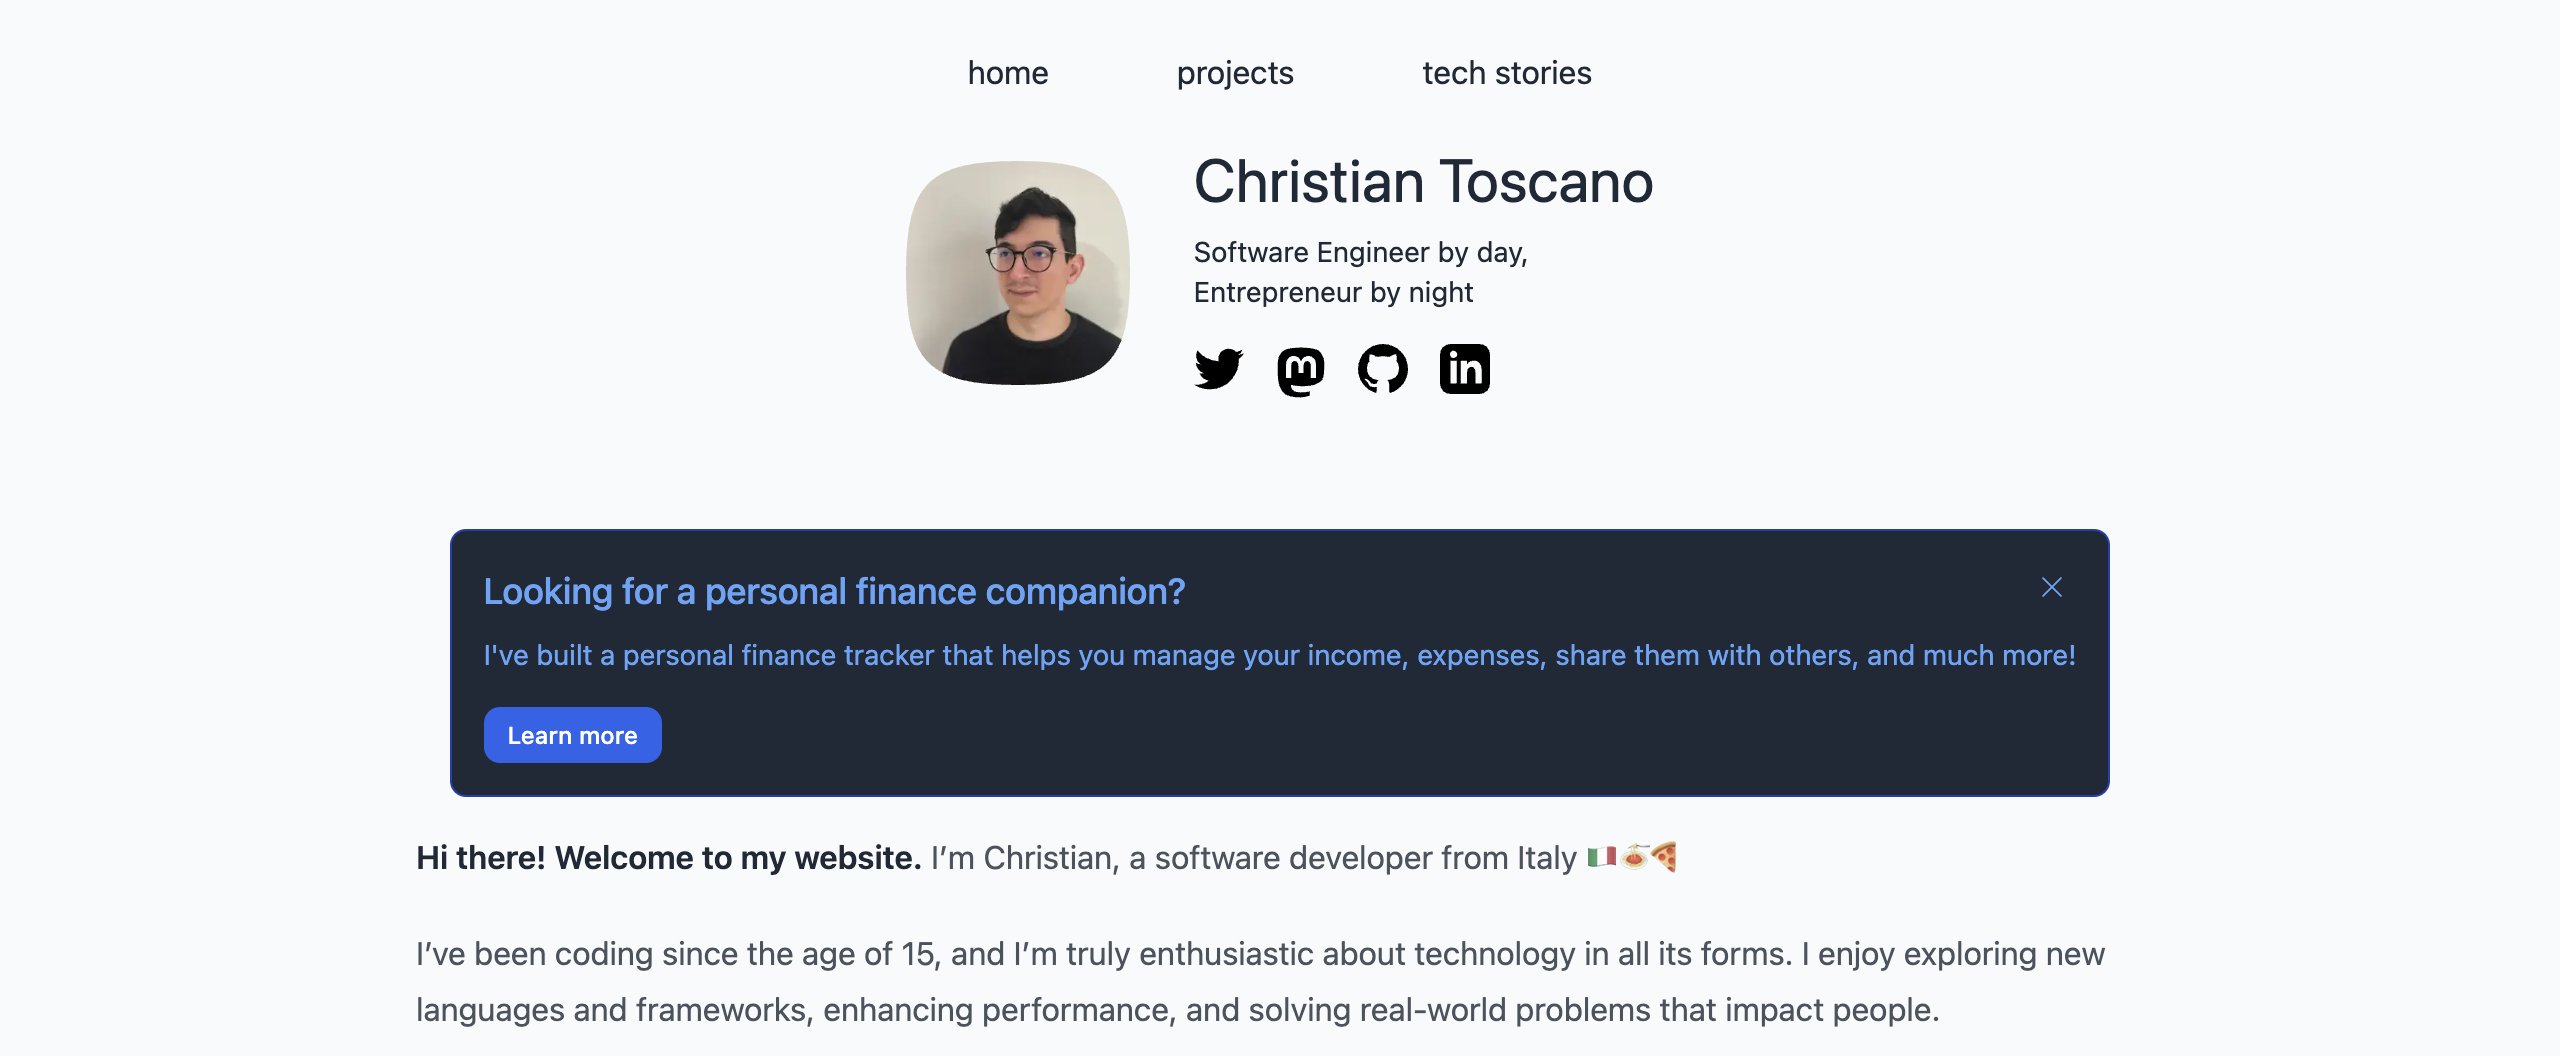 home projects tech stories
Christian Toscano
Software Engineer by day,
Entrepreneur by night
Looking for a personal finance companion?
I've built a personal finance tracker that helps you manage your income, expenses, share them with others, and much more!
Learn more
Hi there! Welcome to my website. I’m Christian, a software developer from Italy 🇮🇹🍝🍕
I’ve been coding since the age of 15, and I’m truly enthusiastic about technology in all its forms. I enjoy exploring new
languages and frameworks, enhancing performance, and solving real-world problems that impact people.